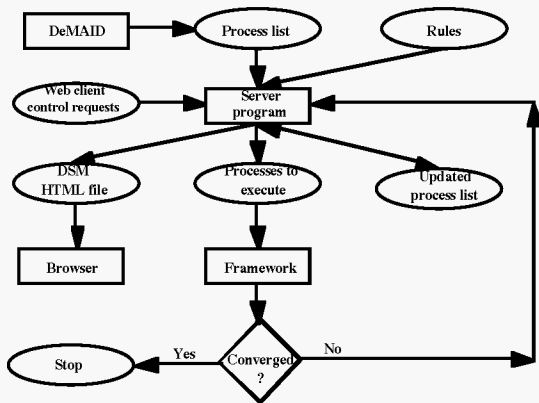 DeMAID
Process list
Rules
Web client
control requests
Server
program
DSM
HTML file
Processes to
execute
Updated
process list
Browser
Framework
Yes
No
Converged
?
Stop